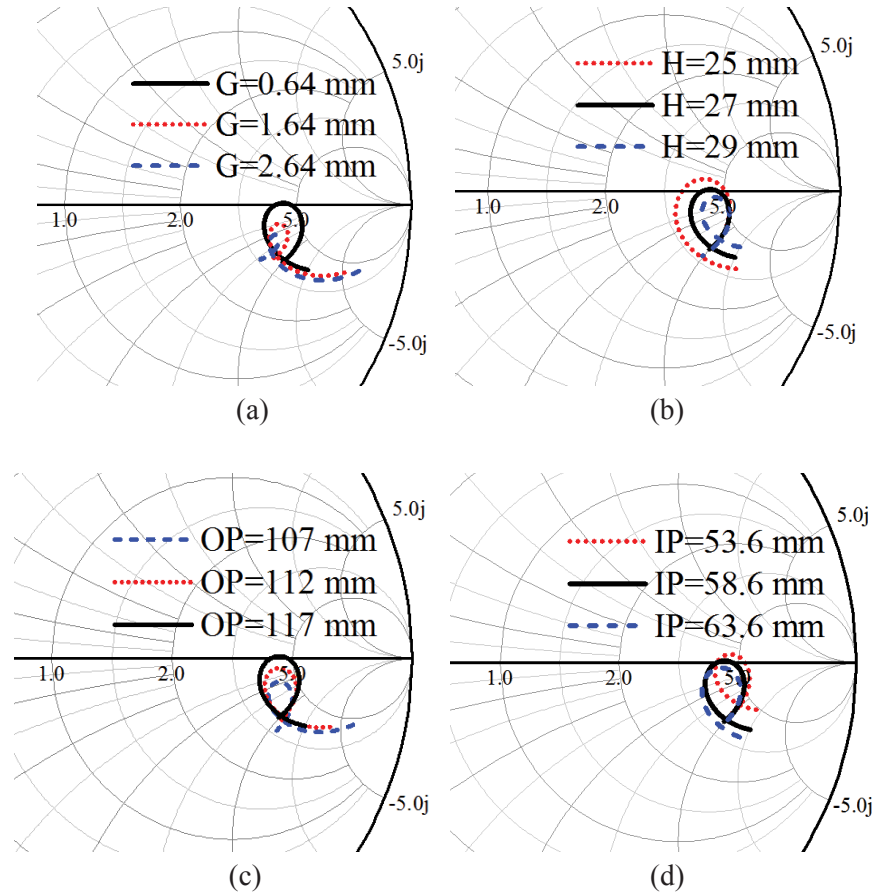 5.0j
G=0.64 mm
G=1.64 mm
G=2.64 mm
1.0
2.0
5.0
-5.0j
(a)
5.0j
H=25 mm
H=27 mm
H=29 mm
1.0
2.0
5.0
-5.0j
(b)
5.0j
OP=107 mm
OP=112 mm
OP=117 mm
1.0
2.0
5.0
-5.0j
(c)
5.0j
IP=53.6 mm
IP=58.6 mm
IP=63.6 mm
1.0
2.0
5.0
-5.0j
(d)